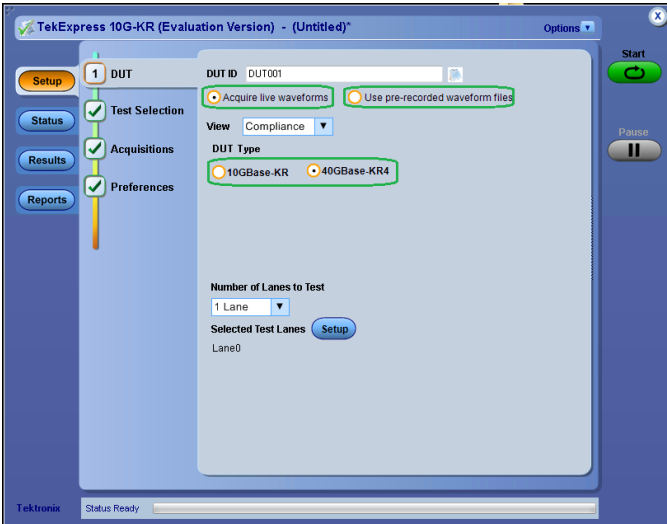 TekExpress 10G-KR (Evaluation Version) - (Untitled)*
Options
x
Start
Setup
1 DUT
DUT ID DUT001
Acquire live waveforms
Use pre-recorded waveform files
Status
Test Selection
View Compliance
Pause
Results
Acquisitions
DUT Type
10GBase-KR
40GBase-KR4
Reports
Preferences
Number of Lanes to Test
1 Lane
Selected Test Lanes Setup
Lane0
Tektronix
Status Ready